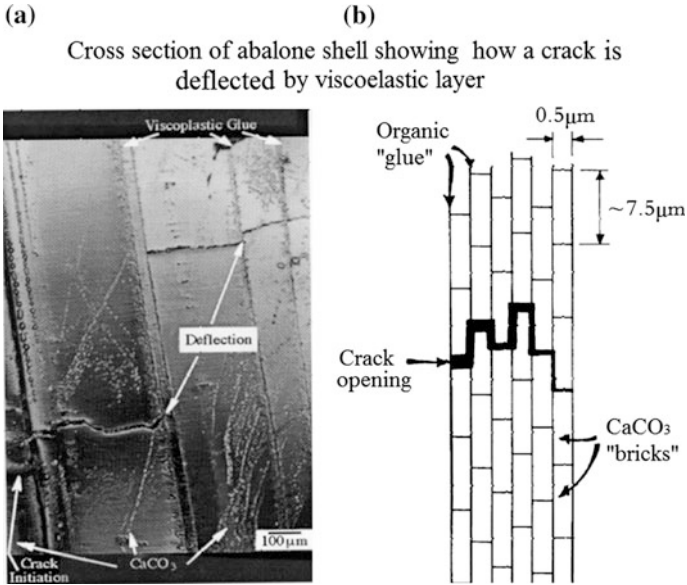 (a)
(b)
Cross section of abalone shell showing how a crack is
deflected by viscoelastic layer
Viscoplastic Glue
Deflection
Crack
Initiation
CaCO₃
100µm
0.5µm
Organic
"glue"
~7.5µm
Crack
opening
CaCO₃
"bricks"